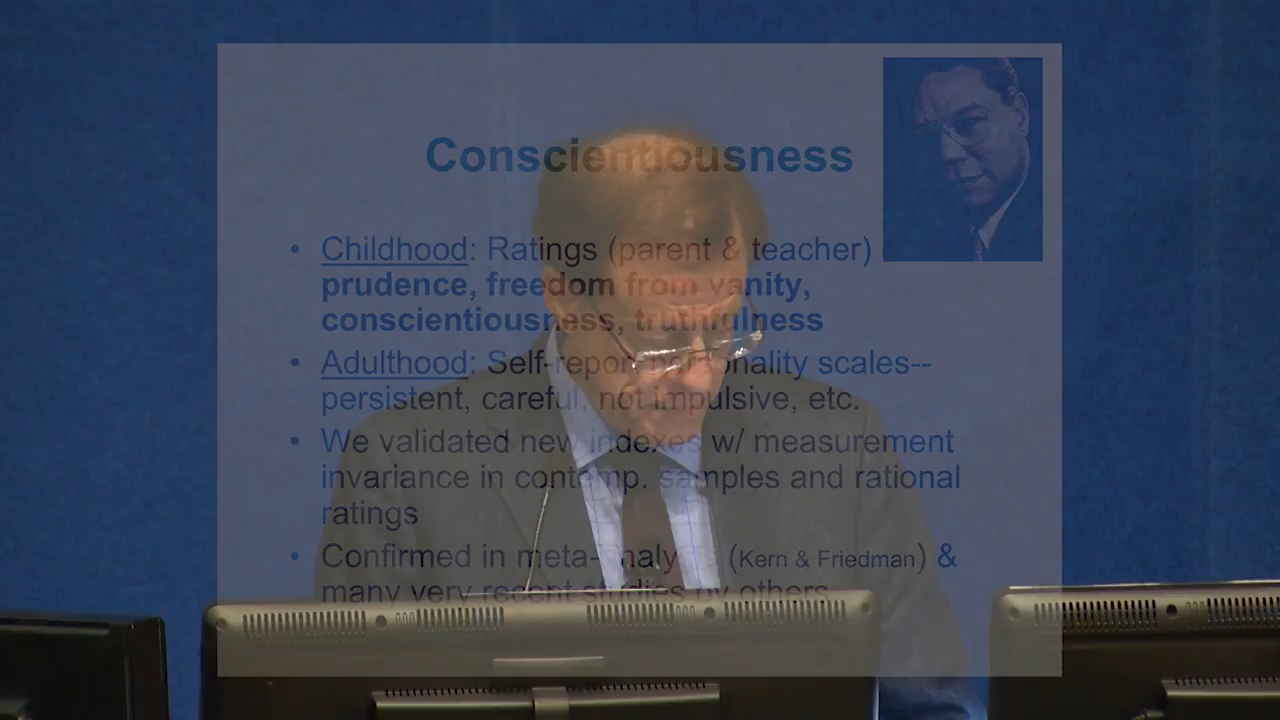 Conscientiousness
• Childhood: Ratings (parent & teacher)
prudence, freedom from vanity,
conscientiousness, truthfulness
• Adulthood: Self-report personality scales--
persistent, careful, not impulsive, etc.
• We validated new indexes w/ measurement
invariance in contemp. samples and rational
ratings
• Confirmed in meta-analysis (Kern & Friedman) &
many very recent studies by others